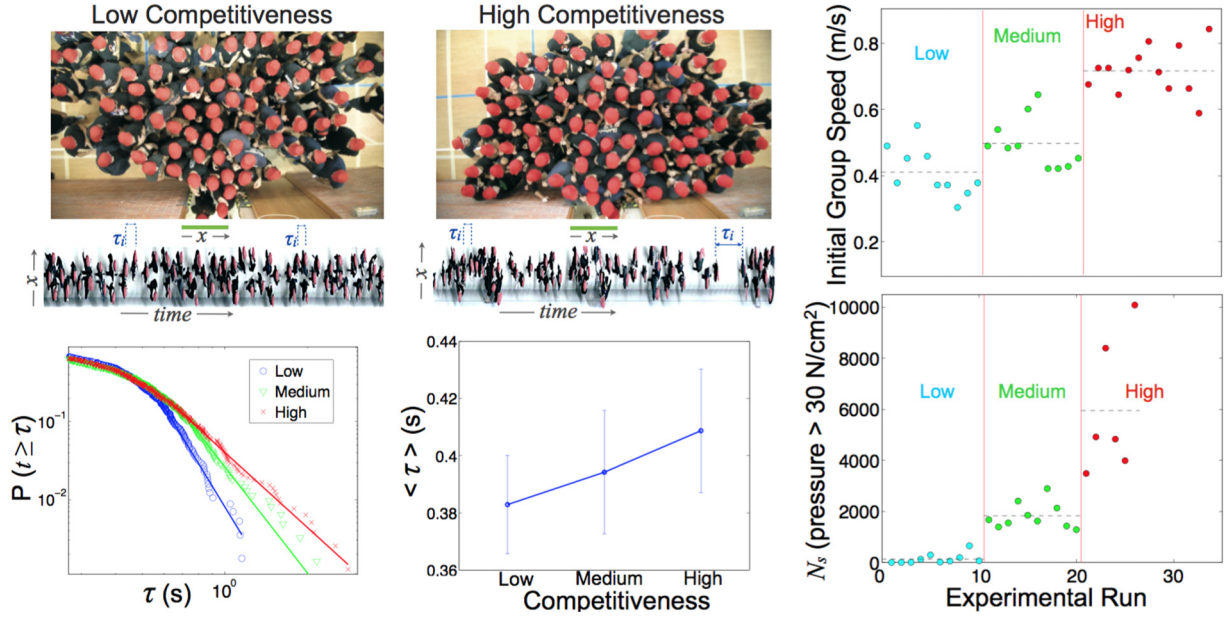 Low Competitiveness
High Competitiveness
τi
x
τi
x
time
τi
x
τi
x
time
P (t ≥ τ)
10⁻¹
10⁻²
Low
Medium
High
τ (s)
10⁰
< τ > (s)
0.44
0.42
0.4
0.38
0.36
Low
Medium
High
Competitiveness
Initial Group Speed (m/s)
0.8
0.6
0.4
0.2
Low
Medium
High
Nₛ (pressure > 30 N/cm²)
10000
8000
6000
4000
2000
0
Low
Medium
High
0
10
20
30
Experimental Run